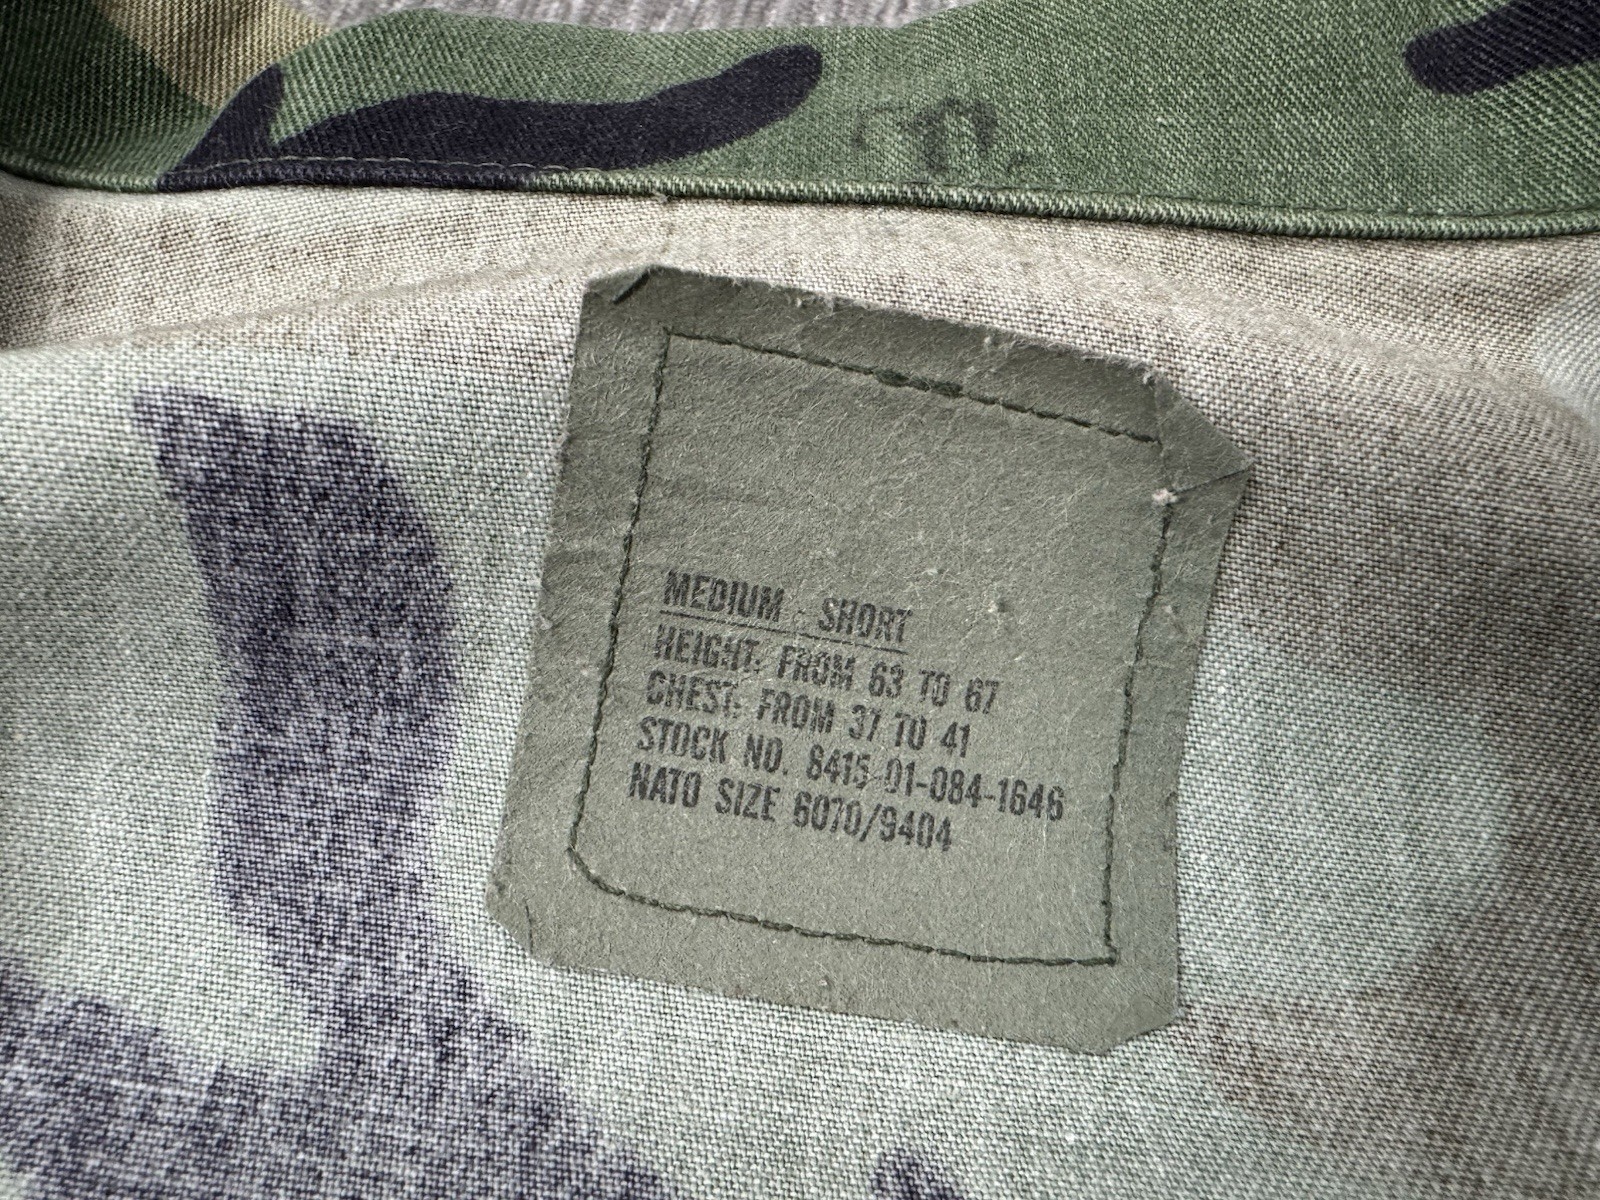 MEDIUM - SHORT
HEIGHT: FROM 63 TO 67
CHEST: FROM 37 TO 41
STOCK NO. 8415-01-084-1646
NATO SIZE 6070/9404